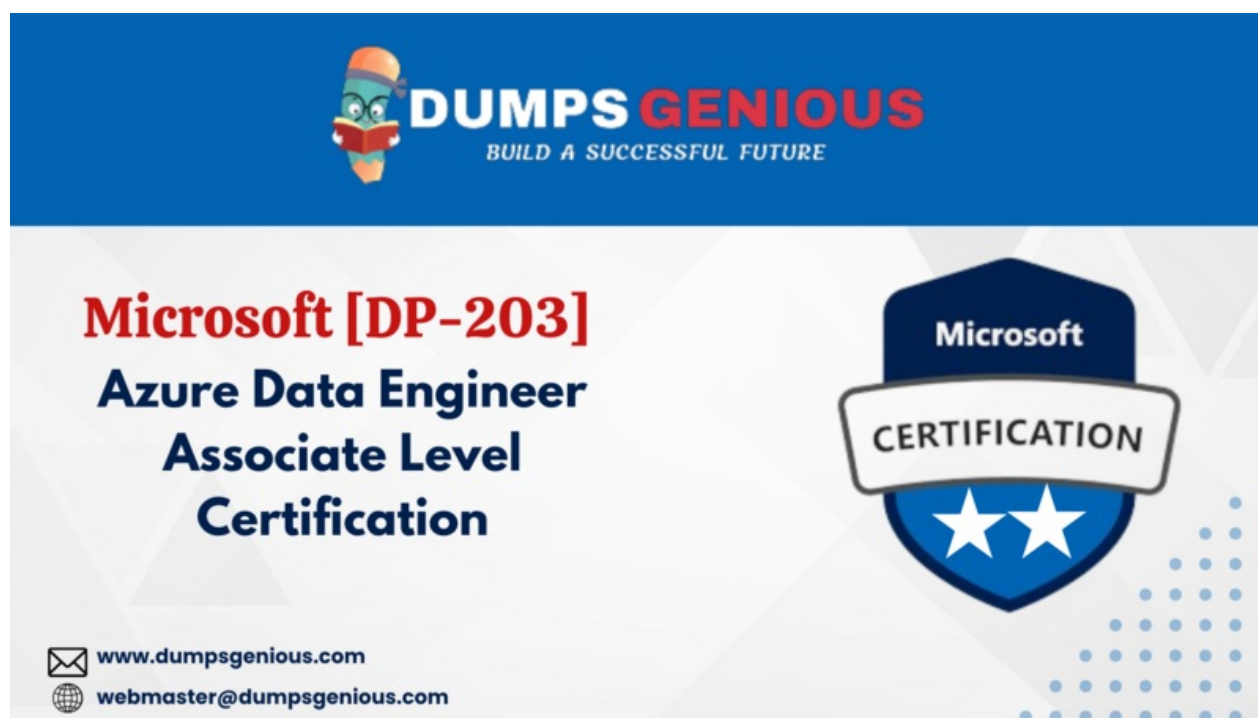 DUMPS GENIOUS
BUILD A SUCCESSFUL FUTURE
Microsoft [DP-203]
Azure Data Engineer
Associate Level
Certification
Microsoft
CERTIFICATION
www.dumpsgenious.com
webmaster@dumpsgenious.com